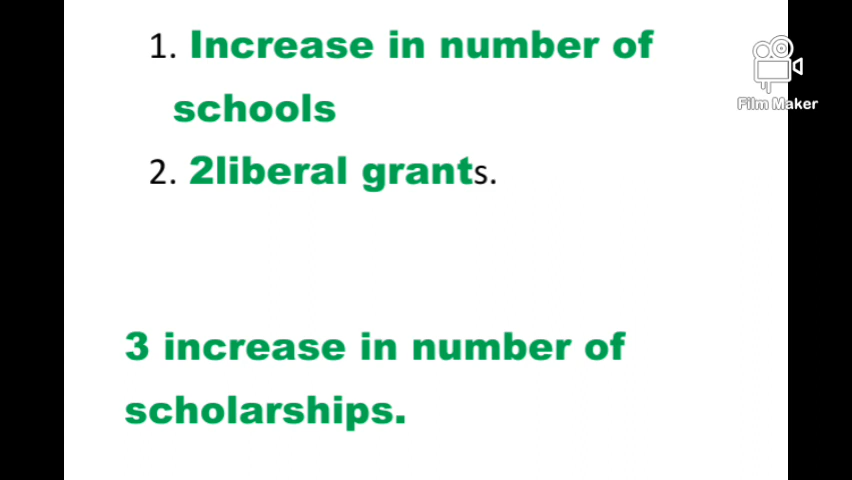 1. Increase in number of
schools
2. 2liberal grants.
3 increase in number of
scholarships.
Film Maker